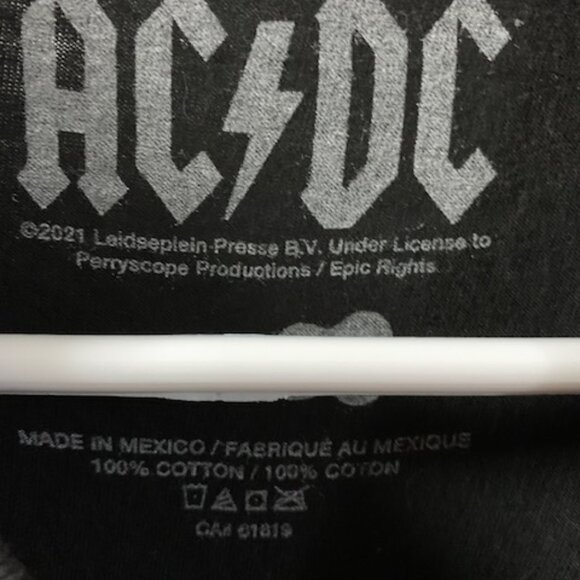 AC⚡DC
©2021 Leidseplein Presse B.V. Under License to
Perryscope Productions / Epic Rights
MADE IN MEXICO / FABRIQUÉ AU MEXIQUE
100% COTTON / 100% COTON
CA# 61819